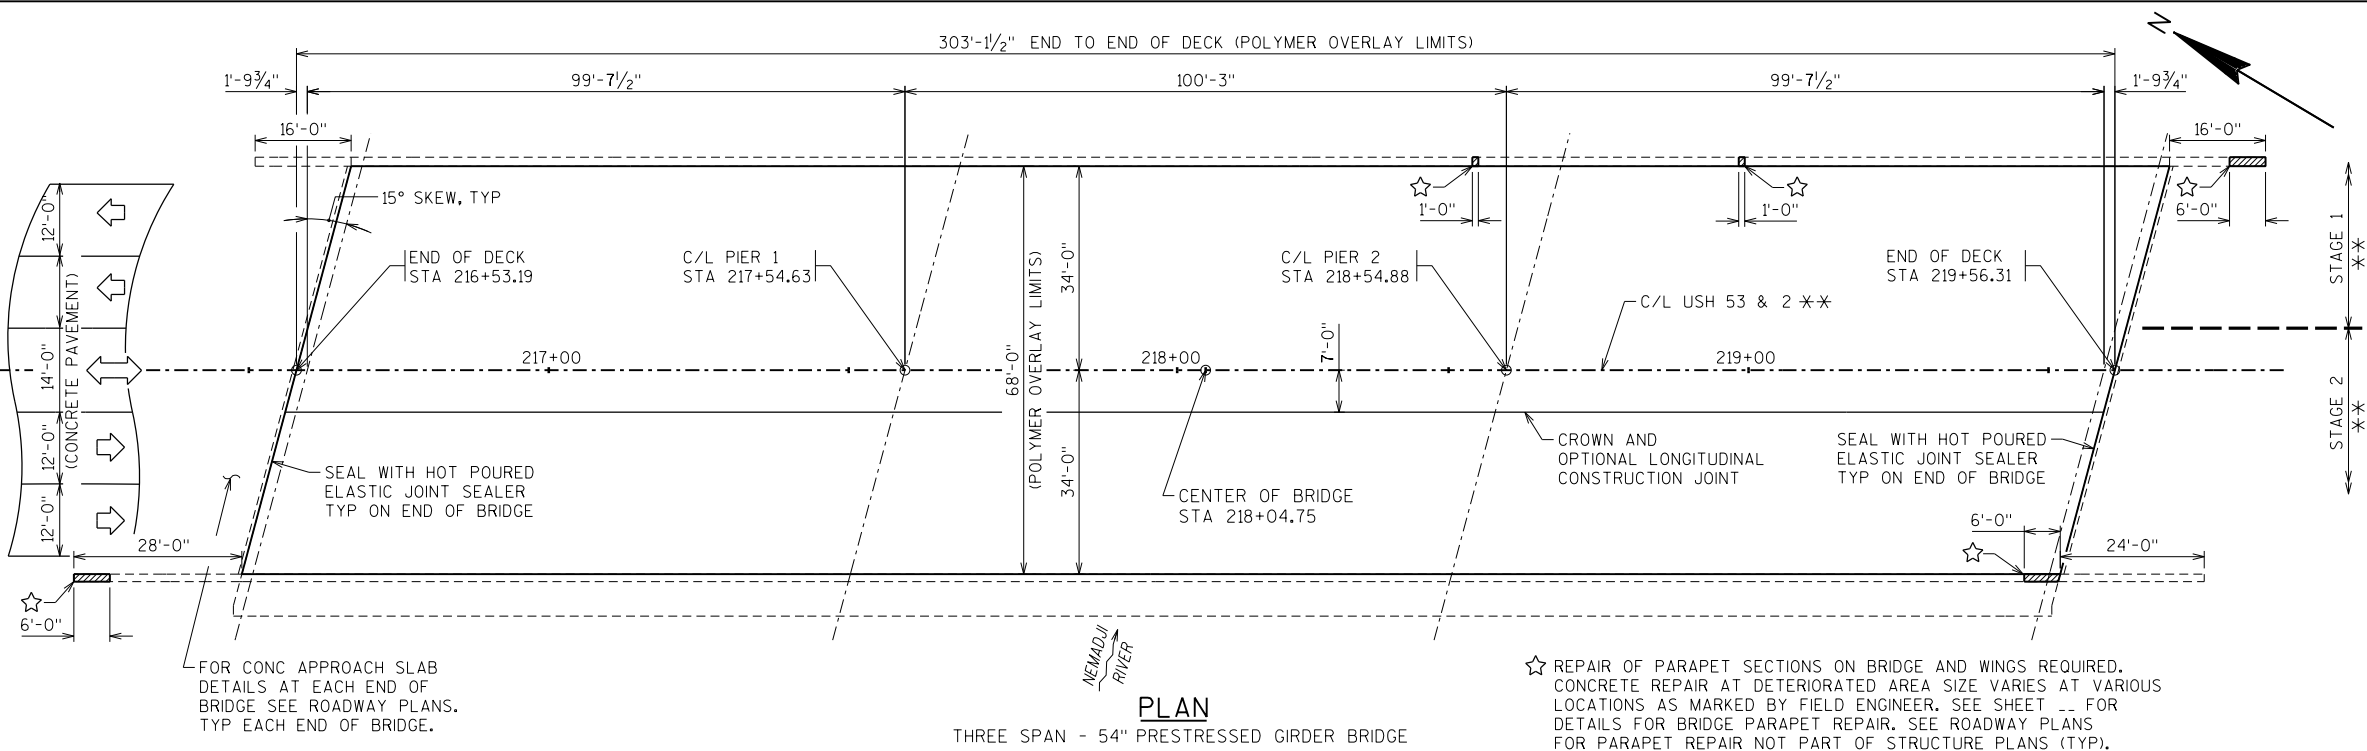 N
303'-1½" END TO END OF DECK (POLYMER OVERLAY LIMITS)
1'-9¾"
99'-7½"
100'-3"
99'-7½"
1'-9¾"
16'-0"
16'-0"
15° SKEW, TYP
1'-0"
1'-0"
6'-0"
12'-0"
12'-0"
14'-0"
12'-0"
12'-0"
(CONCRETE PAVEMENT)
END OF DECK
STA 216+53.19
C/L PIER 1
STA 217+54.63
68'-0"
(POLYMER OVERLAY LIMITS)
34'-0"
34'-0"
C/L PIER 2
STA 218+54.88
END OF DECK
STA 219+56.31
C/L USH 53 & 2 **
STAGE 1
**
STAGE 2
**
217+00
218+00
7'-0"
219+00
SEAL WITH HOT POURED
ELASTIC JOINT SEALER
TYP ON END OF BRIDGE
CENTER OF BRIDGE
STA 218+04.75
CROWN AND
OPTIONAL LONGITUDINAL
CONSTRUCTION JOINT
SEAL WITH HOT POURED
ELASTIC JOINT SEALER
TYP ON END OF BRIDGE
28'-0"
6'-0"
24'-0"
6'-0"
FOR CONC APPROACH SLAB
DETAILS AT EACH END OF
BRIDGE SEE ROADWAY PLANS.
TYP EACH END OF BRIDGE.
NEMADJI
RIVER
PLAN
THREE SPAN - 54" PRESTRESSED GIRDER BRIDGE
☆ REPAIR OF PARAPET SECTIONS ON BRIDGE AND WINGS REQUIRED.
CONCRETE REPAIR AT DETERIORATED AREA SIZE VARIES AT VARIOUS
LOCATIONS AS MARKED BY FIELD ENGINEER. SEE SHEET __ FOR
DETAILS FOR BRIDGE PARAPET REPAIR. SEE ROADWAY PLANS
FOR PARAPET REPAIR NOT PART OF STRUCTURE PLANS (TYP).